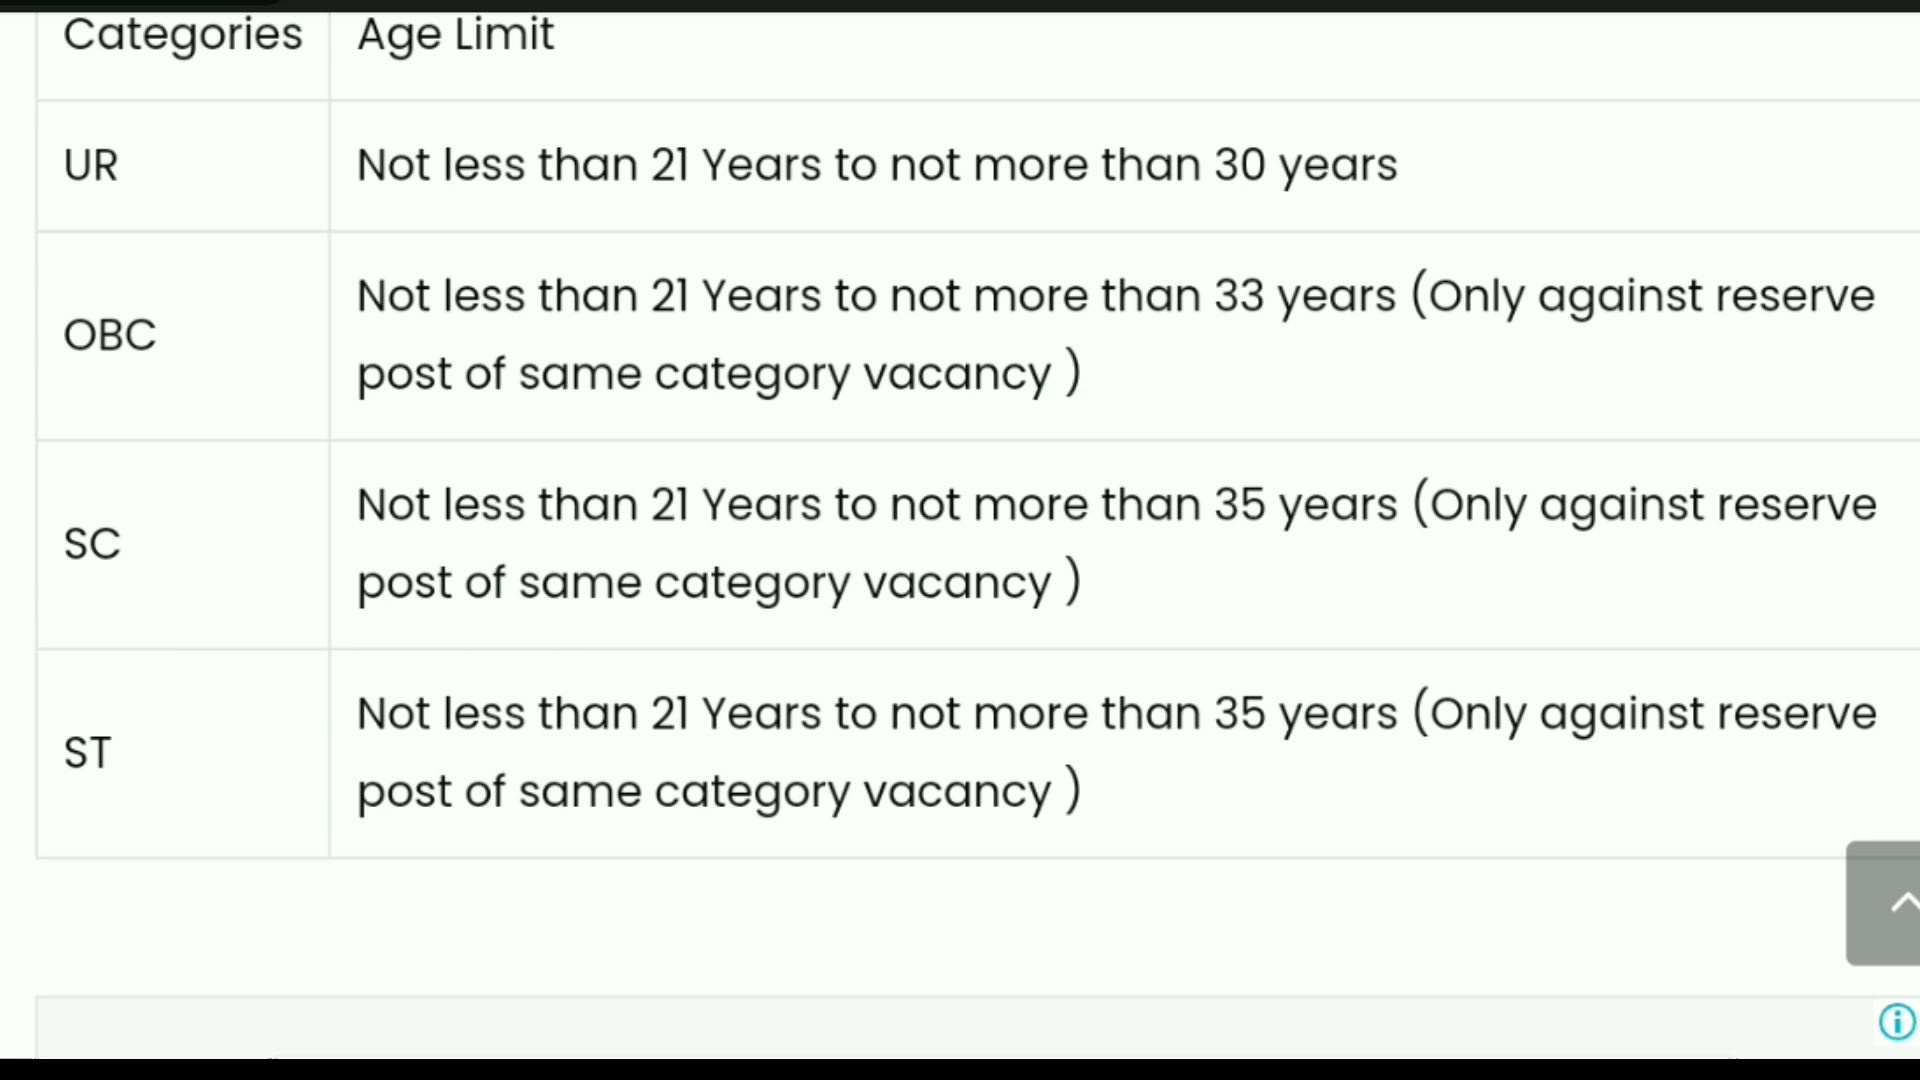 Categories Age Limit
UR Not less than 21 Years to not more than 30 years
OBC Not less than 21 Years to not more than 33 years (Only against reserve
post of same category vacancy )
SC Not less than 21 Years to not more than 35 years (Only against reserve
post of same category vacancy )
ST Not less than 21 Years to not more than 35 years (Only against reserve
post of same category vacancy )